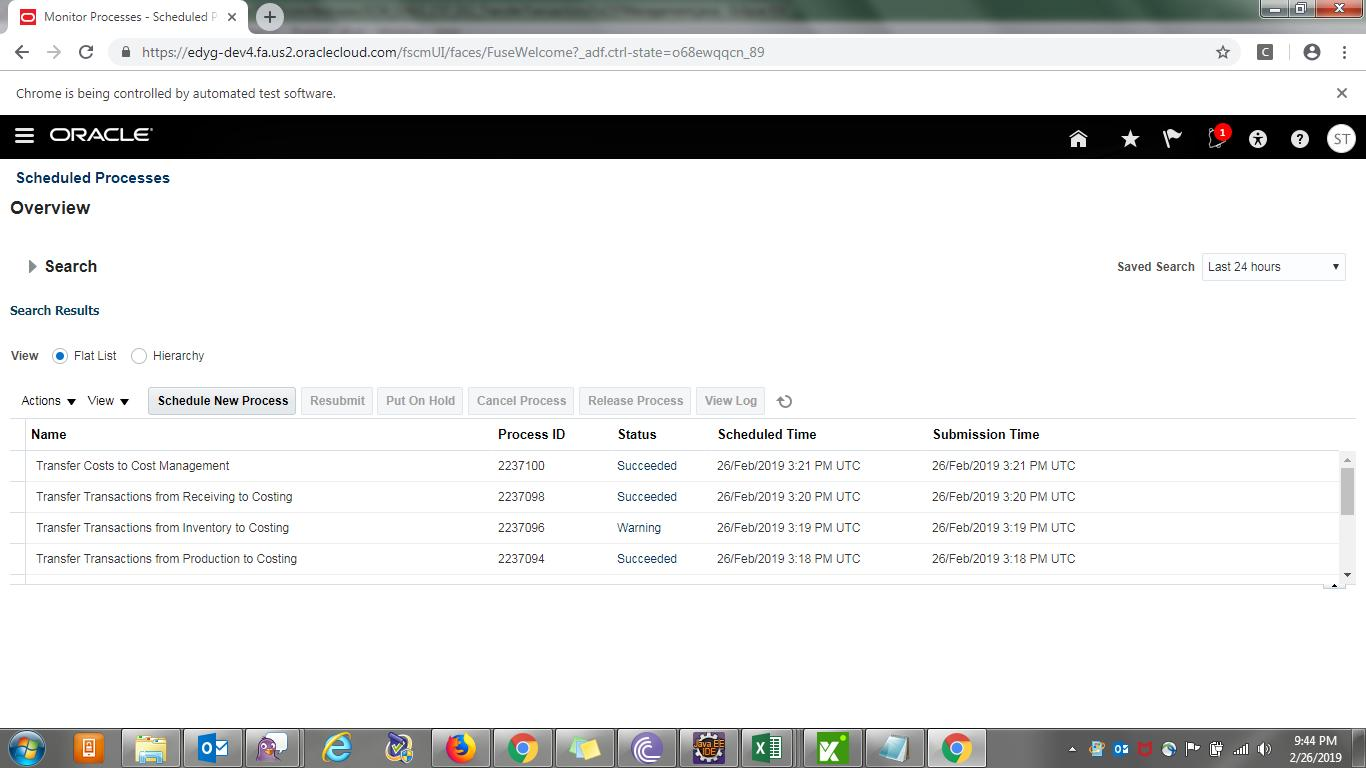 Monitor Processes - Scheduled P
https://edyg-dev4.fa.us2.oraclecloud.com/fscmUI/faces/FuseWelcome?_adf.ctrl-state=o68ewqqcn_89
C
Chrome is being controlled by automated test software.
ORACLE
1
ST
Scheduled Processes
Overview
Search
Saved Search Last 24 hours
Search Results
View Flat List Hierarchy
Actions View Schedule New Process Resubmit Put On Hold Cancel Process Release Process View Log
Name Process ID Status Scheduled Time Submission Time
Transfer Costs to Cost Management 2237100 Succeeded 26/Feb/2019 3:21 PM UTC 26/Feb/2019 3:21 PM UTC
Transfer Transactions from Receiving to Costing 2237098 Succeeded 26/Feb/2019 3:20 PM UTC 26/Feb/2019 3:20 PM UTC
Transfer Transactions from Inventory to Costing 2237096 Warning 26/Feb/2019 3:19 PM UTC 26/Feb/2019 3:19 PM UTC
Transfer Transactions from Production to Costing 2237094 Succeeded 26/Feb/2019 3:18 PM UTC 26/Feb/2019 3:18 PM UTC
Java EE
IDE
9:44 PM
2/26/2019